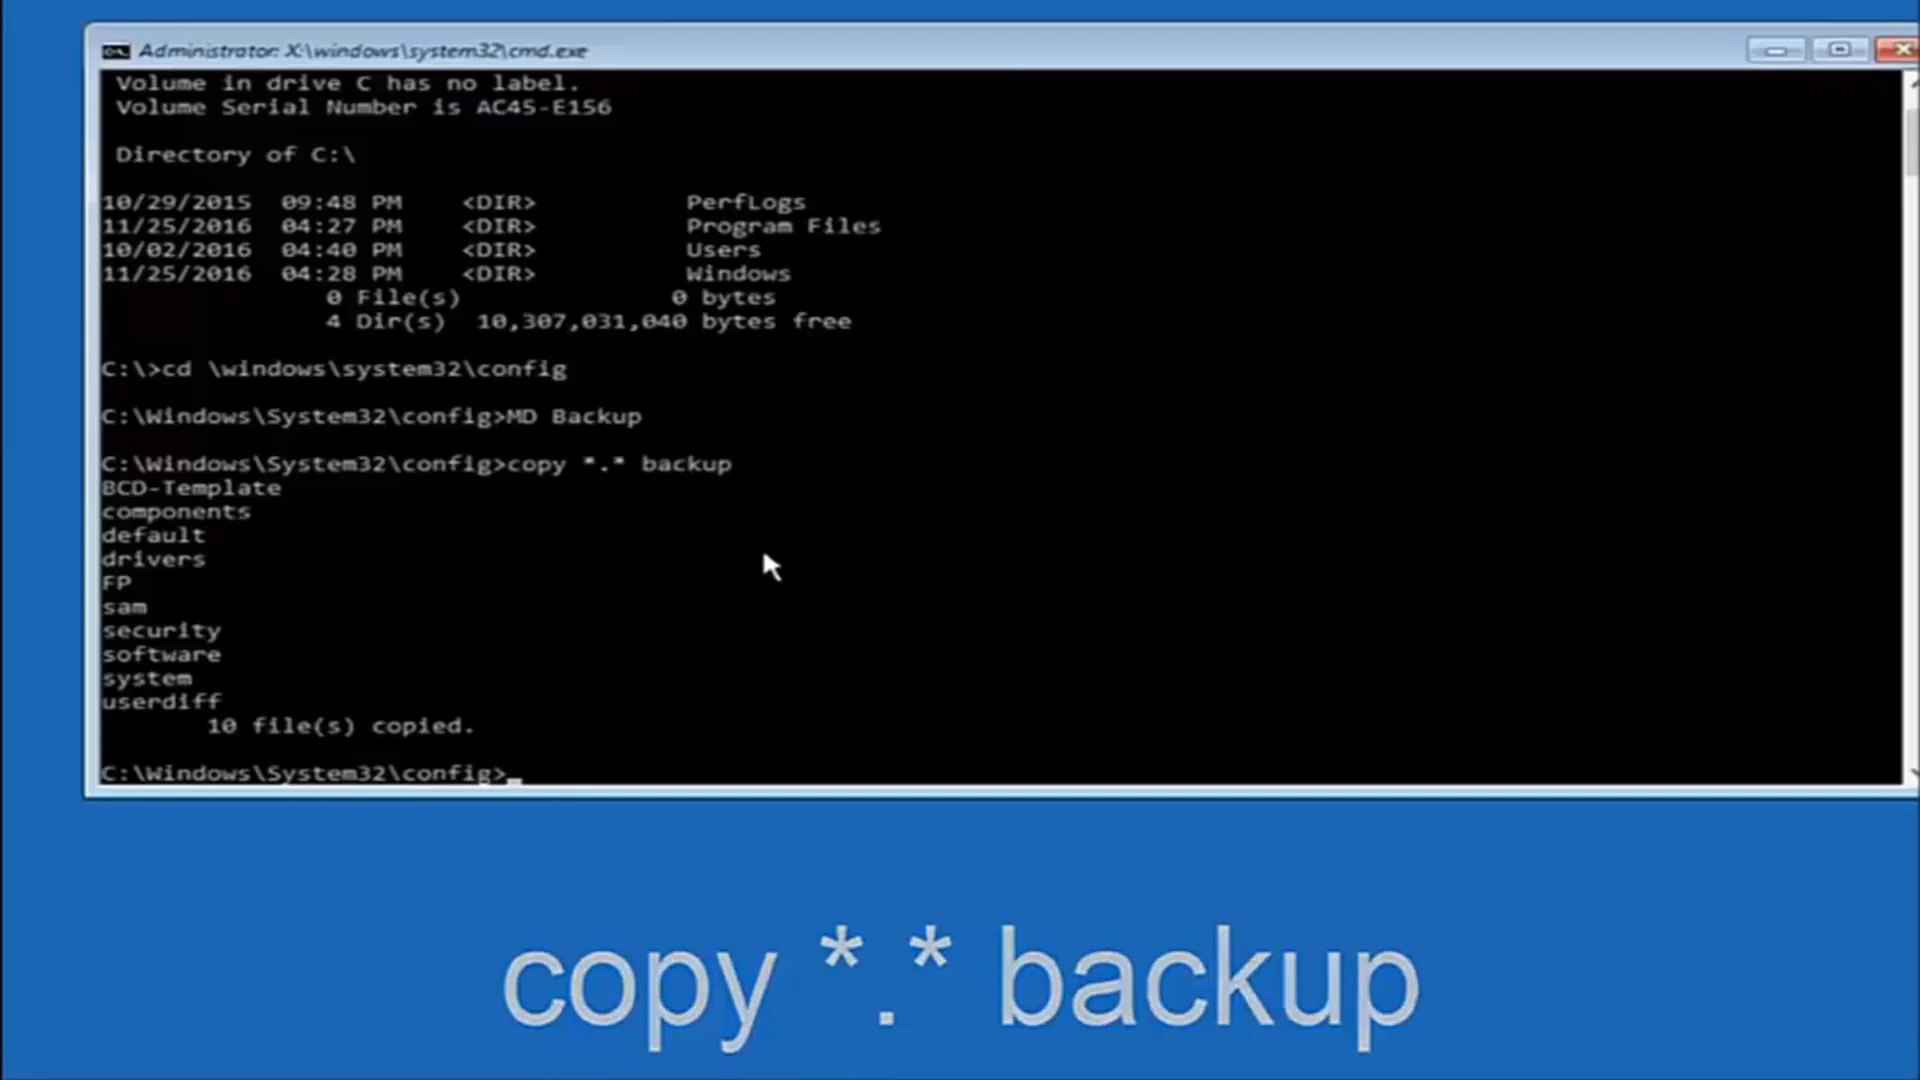 Administrator: X:\windows\system32\cmd.exe
Volume in drive C has no label.
Volume Serial Number is AC45-E156
Directory of C:\
10/29/2015 09:48 PM <DIR> PerfLogs
11/25/2016 04:27 PM <DIR> Program Files
10/02/2016 04:40 PM <DIR> Users
11/25/2016 04:28 PM <DIR> Windows
0 File(s) 0 bytes
4 Dir(s) 10,307,031,040 bytes free
C:\>cd \windows\system32\config
C:\Windows\System32\config>MD Backup
C:\Windows\System32\config>copy *.* backup
BCD-Template
components
default
drivers
FP
sam
security
software
system
userdiff
10 file(s) copied.
C:\Windows\System32\config>_
copy *.* backup